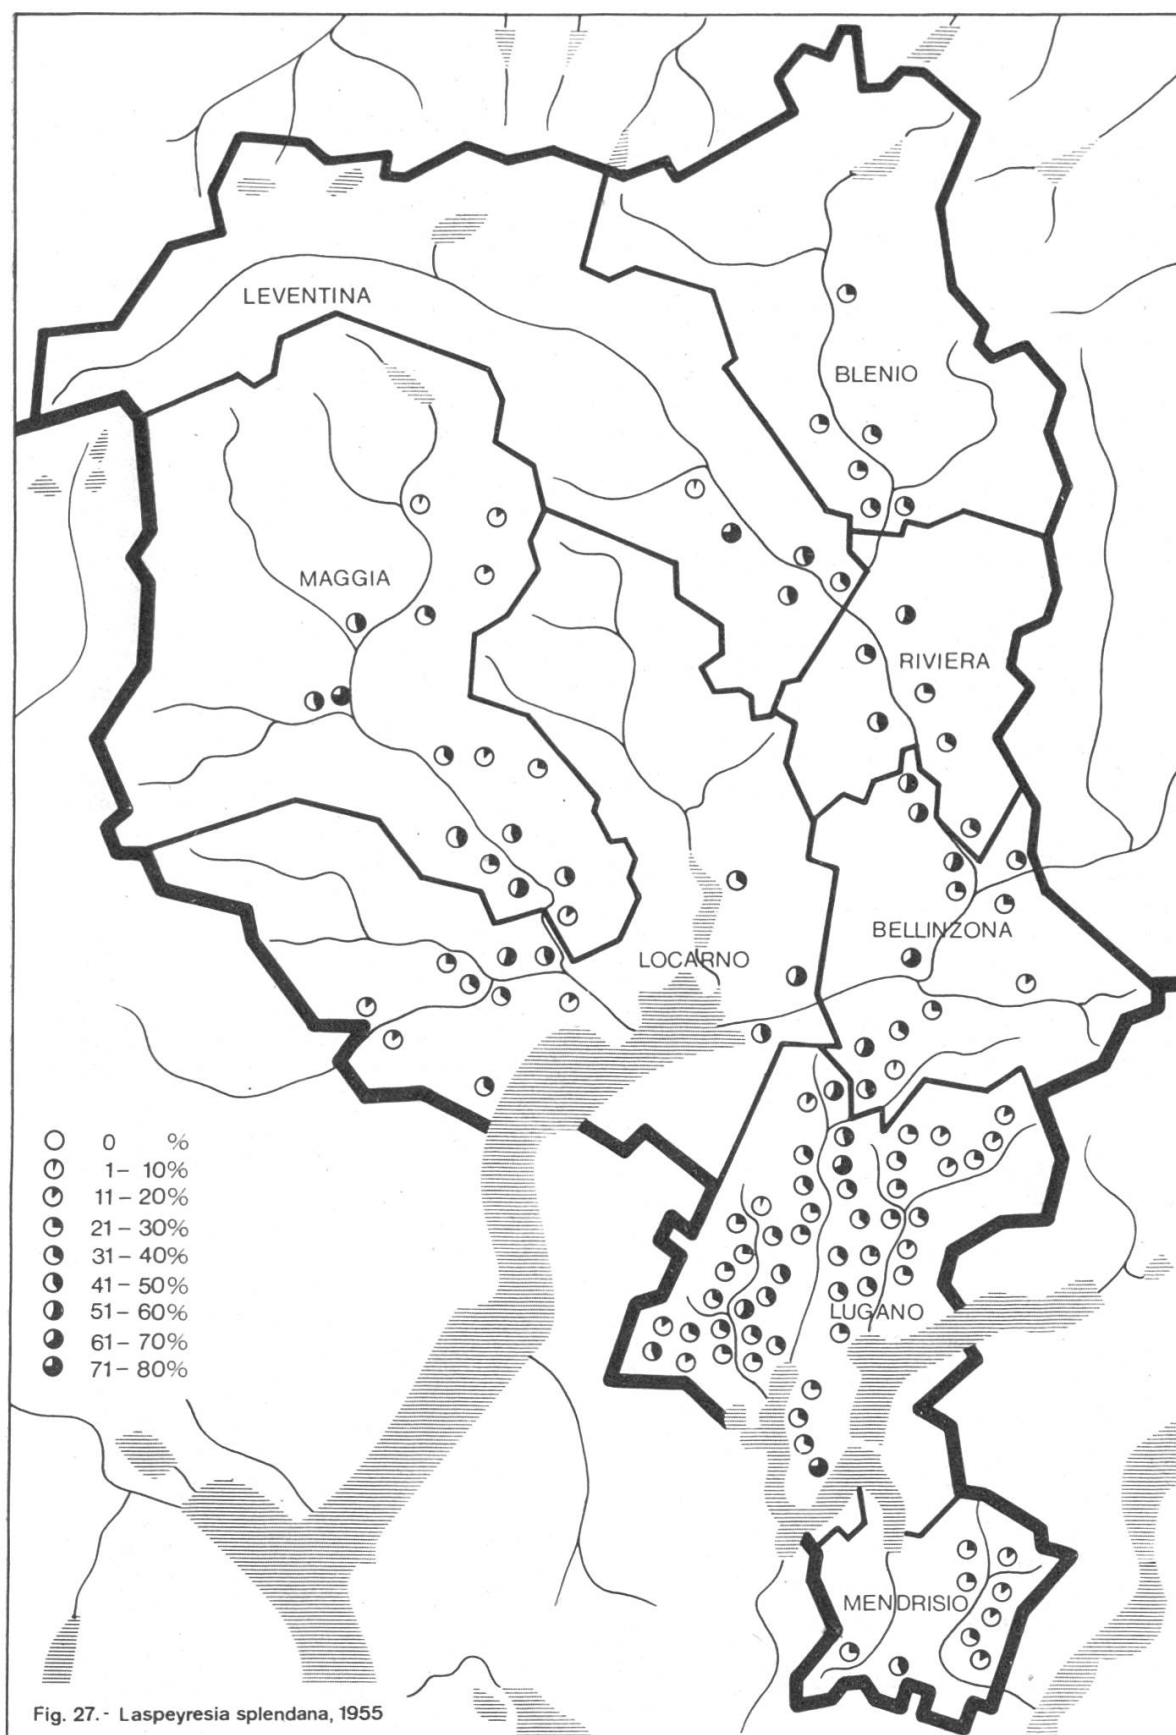 LEVENTINA
BLENIO
MAGGIA
RIVIERA
BELLINZONA
LOCARNO
0 %
1 – 10%
11 – 20%
21 – 30%
31 – 40%
41 – 50%
51 – 60%
61 – 70%
71 – 80%
LUGANO
MENDRISIO
Fig. 27.- Laspeyresia splendana, 1955